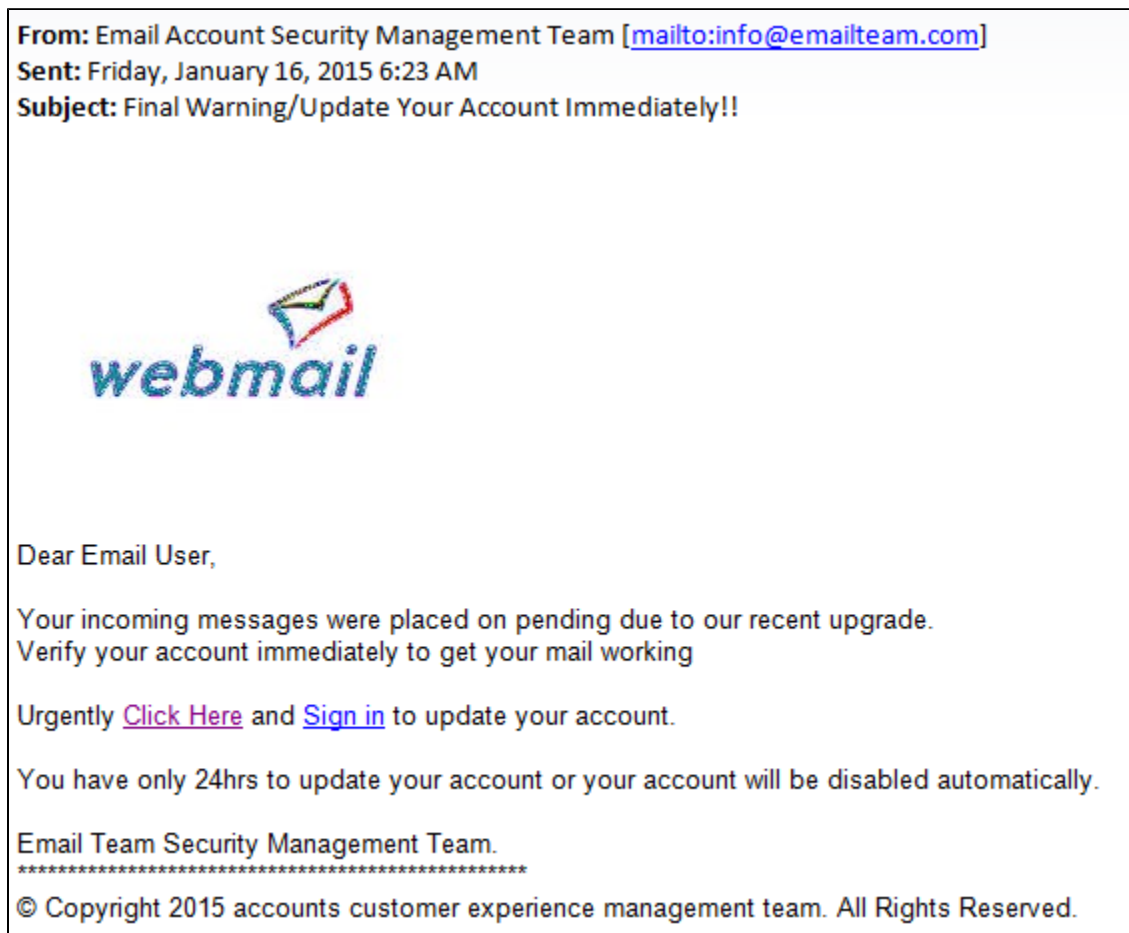 From: Email Account Security Management Team [mailto:info@emailteam.com]
Sent: Friday, January 16, 2015 6:23 AM
Subject: Final Warning/Update Your Account Immediately!!
webmail
Dear Email User,
Your incoming messages were placed on pending due to our recent upgrade.
Verify your account immediately to get your mail working
Urgently Click Here and Sign in to update your account.
You have only 24hrs to update your account or your account will be disabled automatically.
Email Team Security Management Team.
***************************************************
© Copyright 2015 accounts customer experience management team. All Rights Reserved.